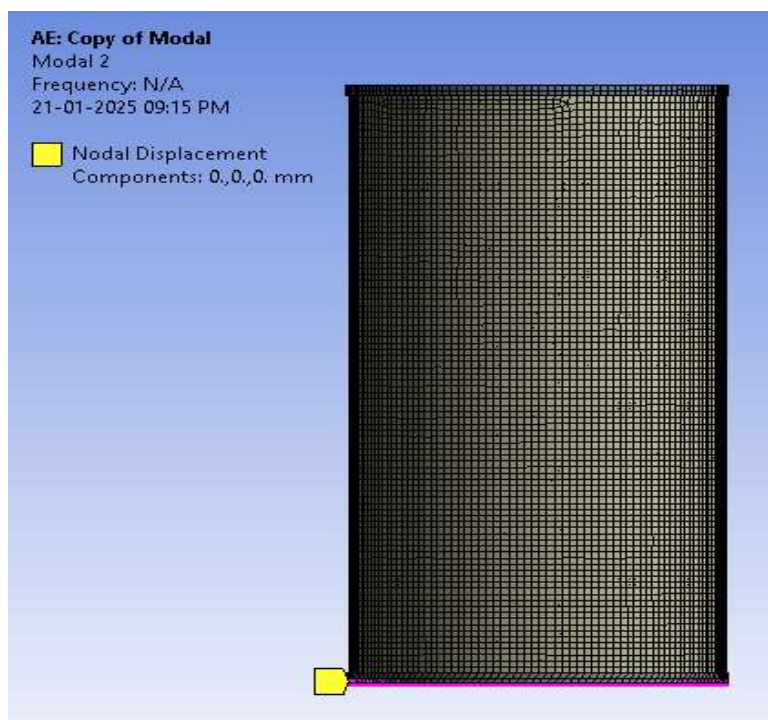 AE: Copy of Modal
Modal 2
Frequency: N/A
21-01-2025 09:15 PM
Nodal Displacement
Components: 0.,0.,0. mm